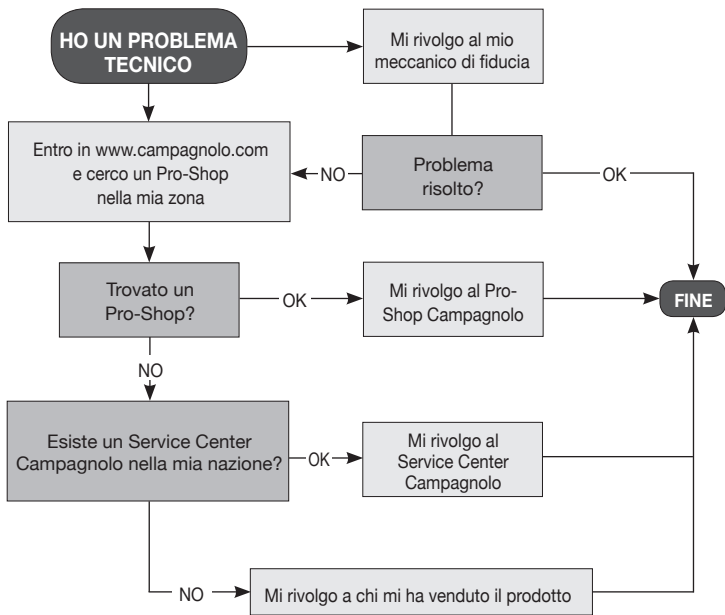 HO UN PROBLEMA
TECNICO
Mi rivolgo al mio
meccanico di fiducia
Entro in www.campagnolo.com
e cerco un Pro-Shop
nella mia zona
NO
Problema
risolto?
OK
Trovato un
Pro-Shop?
OK
Mi rivolgo al Pro-
Shop Campagnolo
FINE
NO
Esiste un Service Center
Campagnolo nella mia nazione?
OK
Mi rivolgo al
Service Center
Campagnolo
NO
Mi rivolgo a chi mi ha venduto il prodotto